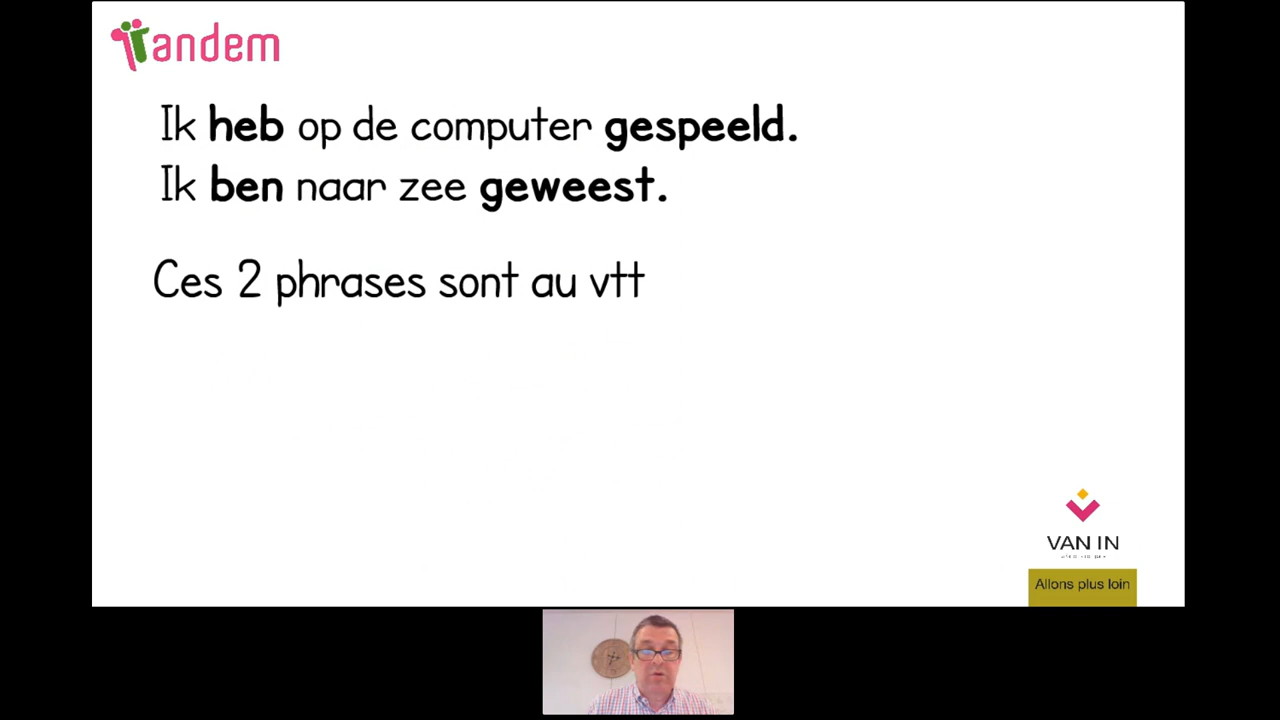 Tandem
Ik heb op de computer gespeeld.
Ik ben naar zee geweest.
Ces 2 phrases sont au vtt
VAN IN
Allons plus loin